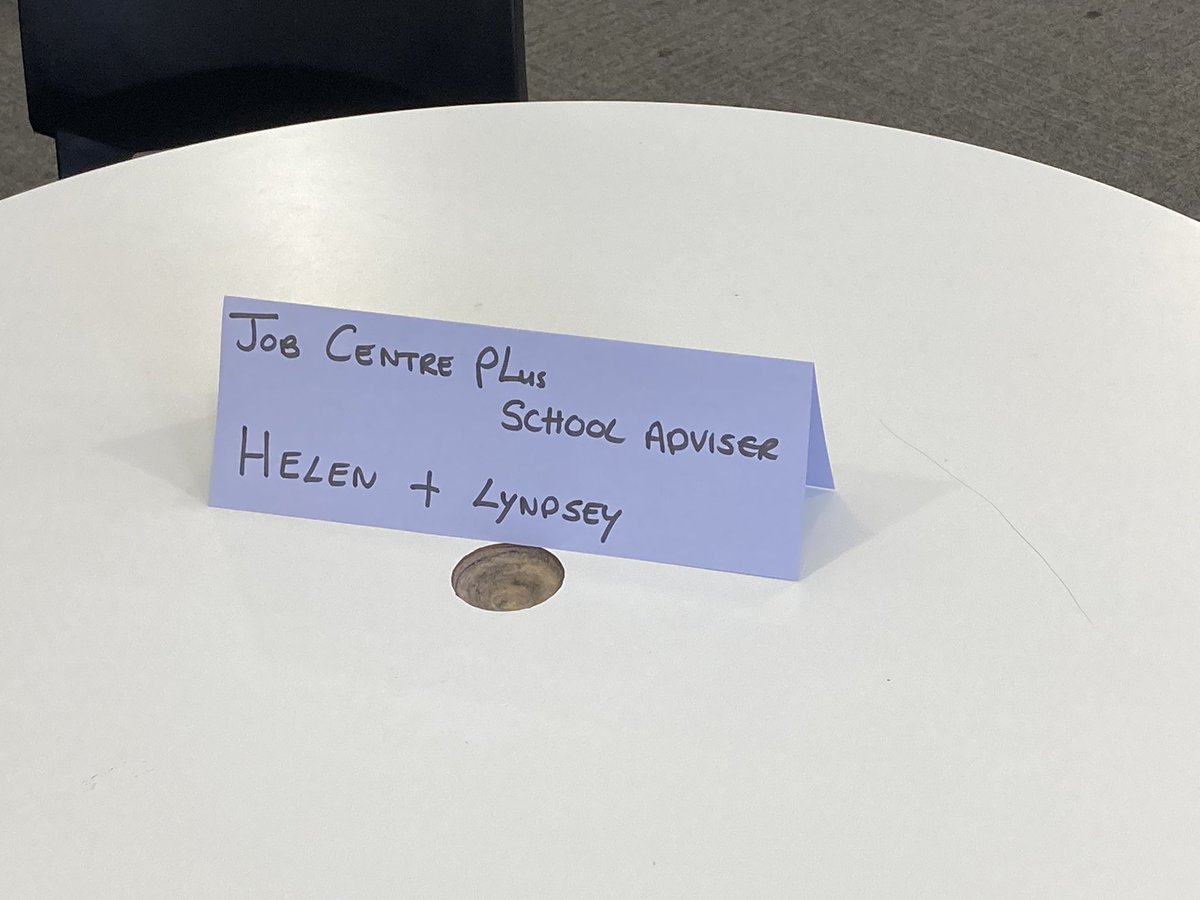 Job Centre Plus
School Adviser
Helen + Lyndsey